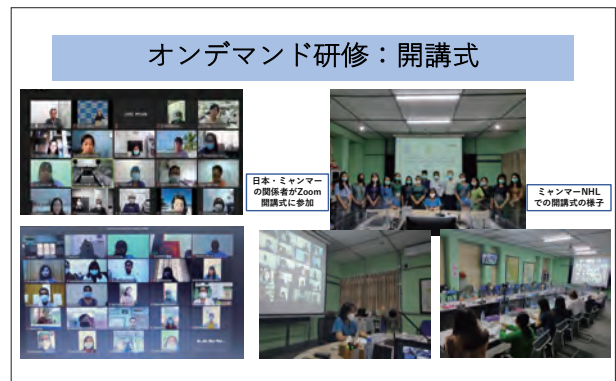 オンデマンド研修：開講式
日本・ミャンマー
の関係者がZoom
開講式に参加
ミャンマーNHL
での開講式の様子